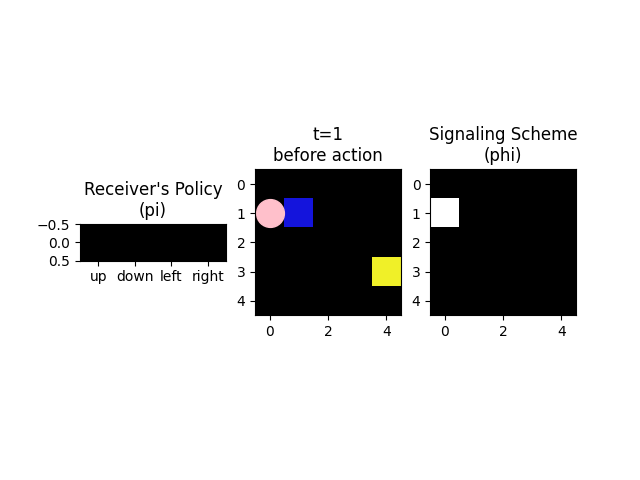 Receiver's Policy
(pi)
−0.5
0.0
0.5
up down left right
t=1
before action
0
1
2
3
4
0 2 4
Signaling Scheme
(phi)
0
1
2
3
4
0 2 4